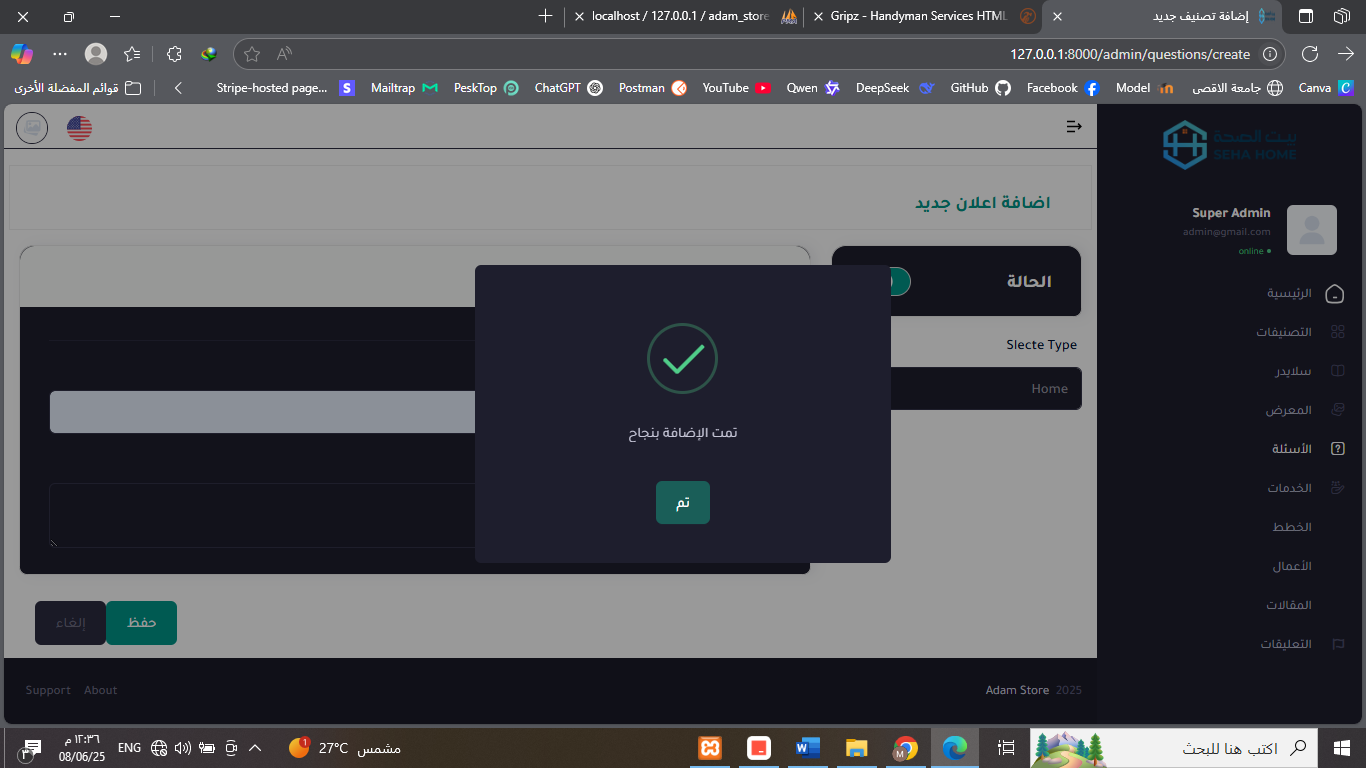 localhost / 127.0.0.1 / adam_store
Gripz - Handyman Services HTML
إضافة تصنيف جديد
127.0.0.1:8000/admin/questions/create
قوائم المفضلة الأخرى
Stripe-hosted page...
Mailtrap
PeskTop
ChatGPT
Postman
YouTube
Qwen
DeepSeek
GitHub
Facebook
Model
جامعة الاقصى
Canva
بيت الصحة
SEHA HOME
Super Admin
admin@gmail.com
online
الرئيسية
التصنيفات
سلايدر
المعرض
الأسئلة
الخدمات
الخطط
الأعمال
المقالات
التعليقات
اضافة اعلان جديد
الحالة
Slecte Type
Home
تمت الإضافة بنجاح
تم
حفظ
إلغاء
Support
About
Adam Store 2025
١٢:٣٦ م
08/06/25
٣
ENG
1
27°C مشمس
اكتب هنا للبحث